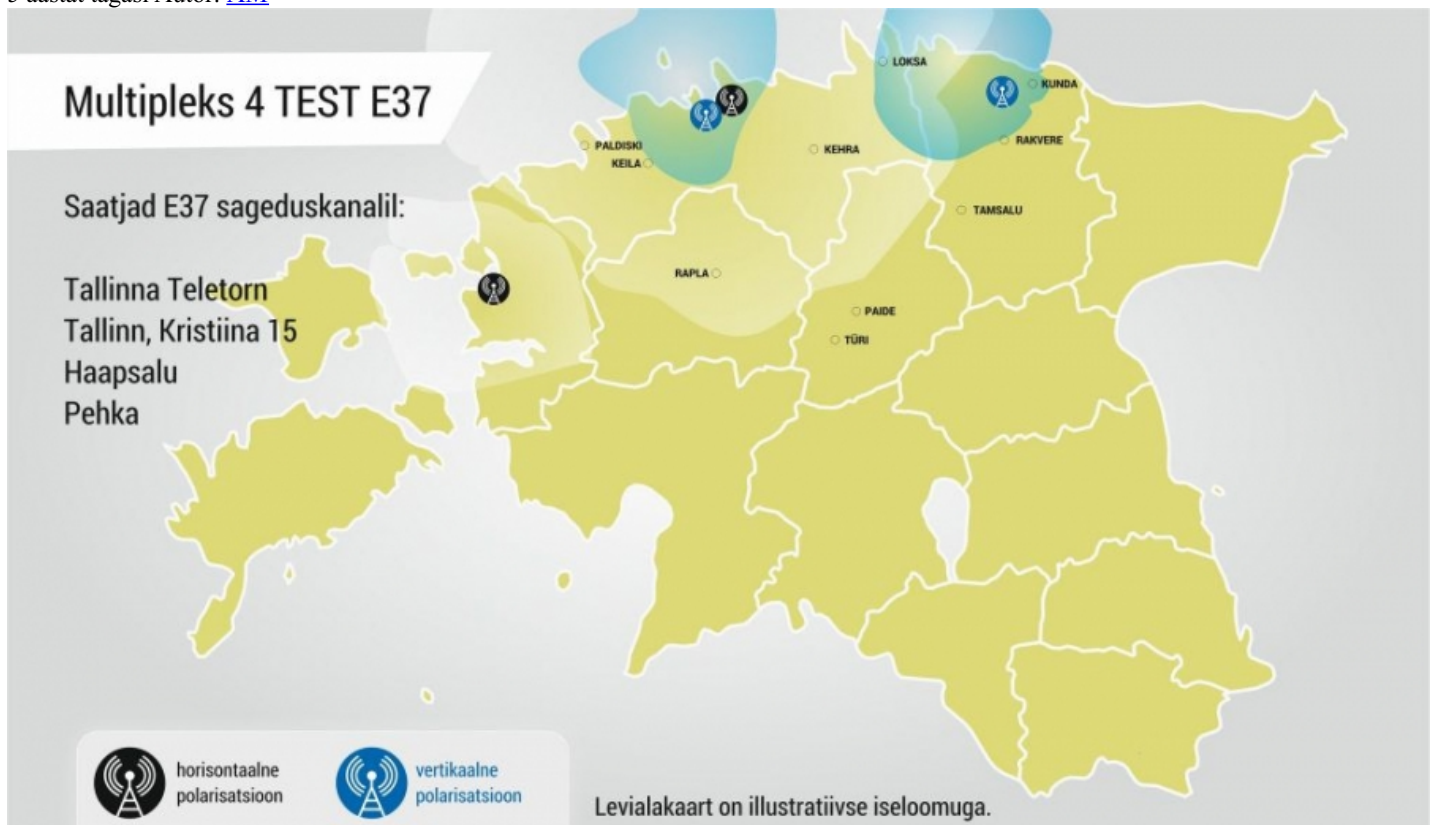 Multipleks 4 TEST E37
Saatjad E37 sageduskanalil:
Tallinna Teletorn
Tallinn, Kristiina 15
Haapsalu
Pehka
LOKSA
KUNDA
PALDISKI
KEILA
KEHRA
RAKVERE
TAMSALU
RAPLA
PAIDE
TÜRI
horisontaalne
polarisatsioon
vertikaalne
polarisatsioon
Levialakaart on illustratiivse iseloomuga.